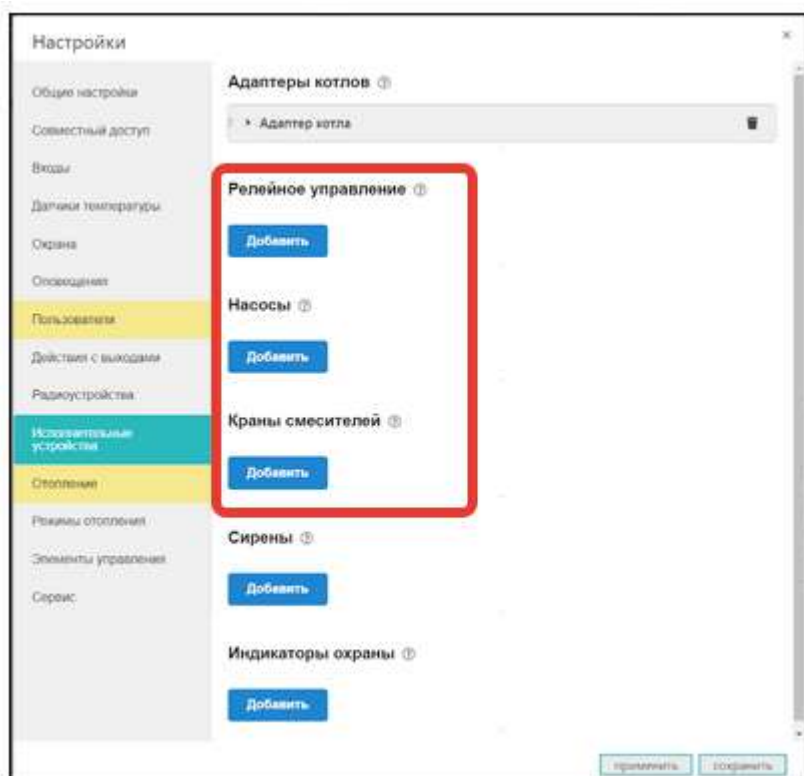 Настройки
Общие настройки
Совместный доступ
Входы
Датчики температуры
Охрана
Оповещения
Пользователи
Действия с выходами
Радиоустройства
Исполнительные
устройства
Отопление
Режимы отопления
Элементы управления
Сервис
Адаптеры котлов
Адаптер котла
Релейное управление
Добавить
Насосы
Добавить
Краны смесителей
Добавить
Сирены
Добавить
Индикаторы охраны
Добавить
применить
сохранить